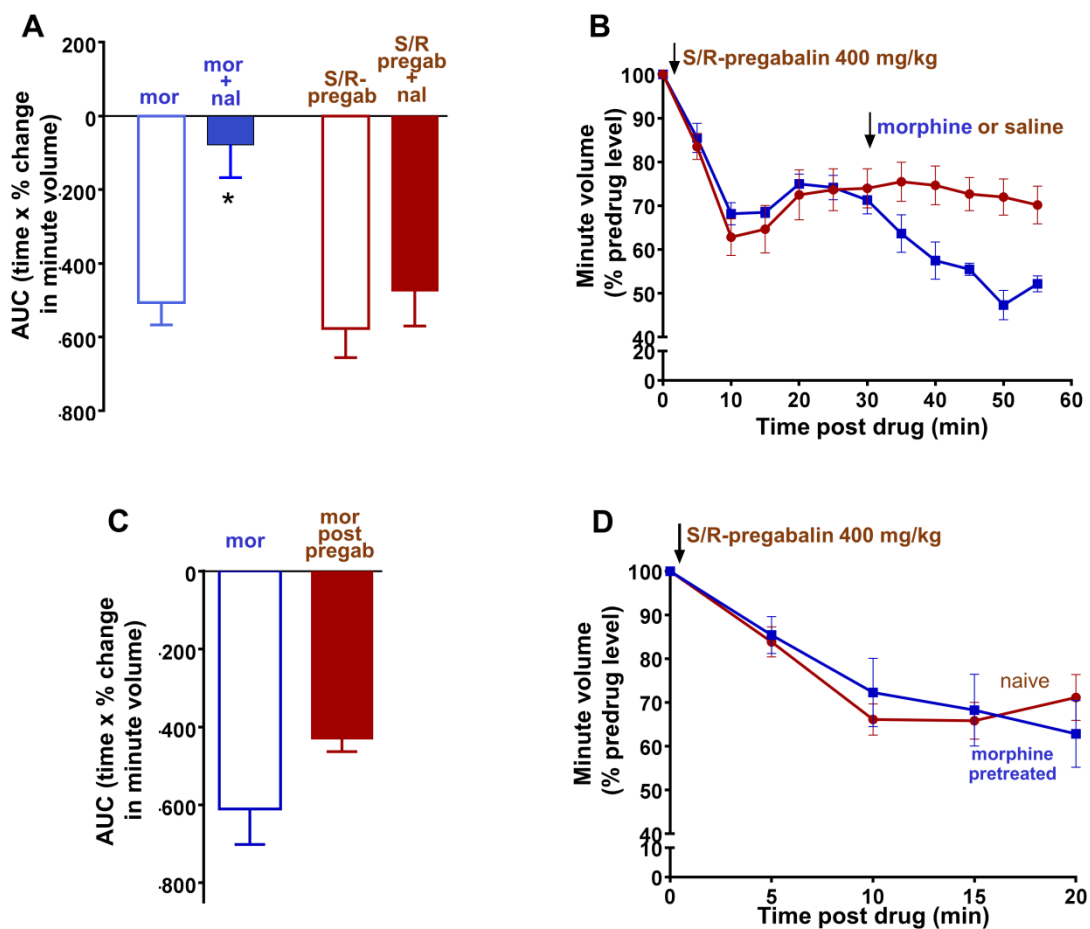 A
AUC (time x % change
in minute volume)
200
0
-200
-400
-600
-800
mor
mor
+
nal
*
S/R-
pregab
S/R
pregab
+
nal
B
S/R-pregabalin 400 mg/kg
morphine or saline
Minute volume
(% predrug level)
100
90
80
70
60
50
40
20
0
0 10 20 30 40 50 60
Time post drug (min)
C
mor
mor
post
pregab
AUC (time x % change
in minute volume)
0
-200
-400
-600
-800
D
S/R-pregabalin 400 mg/kg
Minute volume
(% predrug level)
100
90
80
70
60
50
40
10
0
naive
morphine
pretreated
0 5 10 15 20
Time post drug (min)